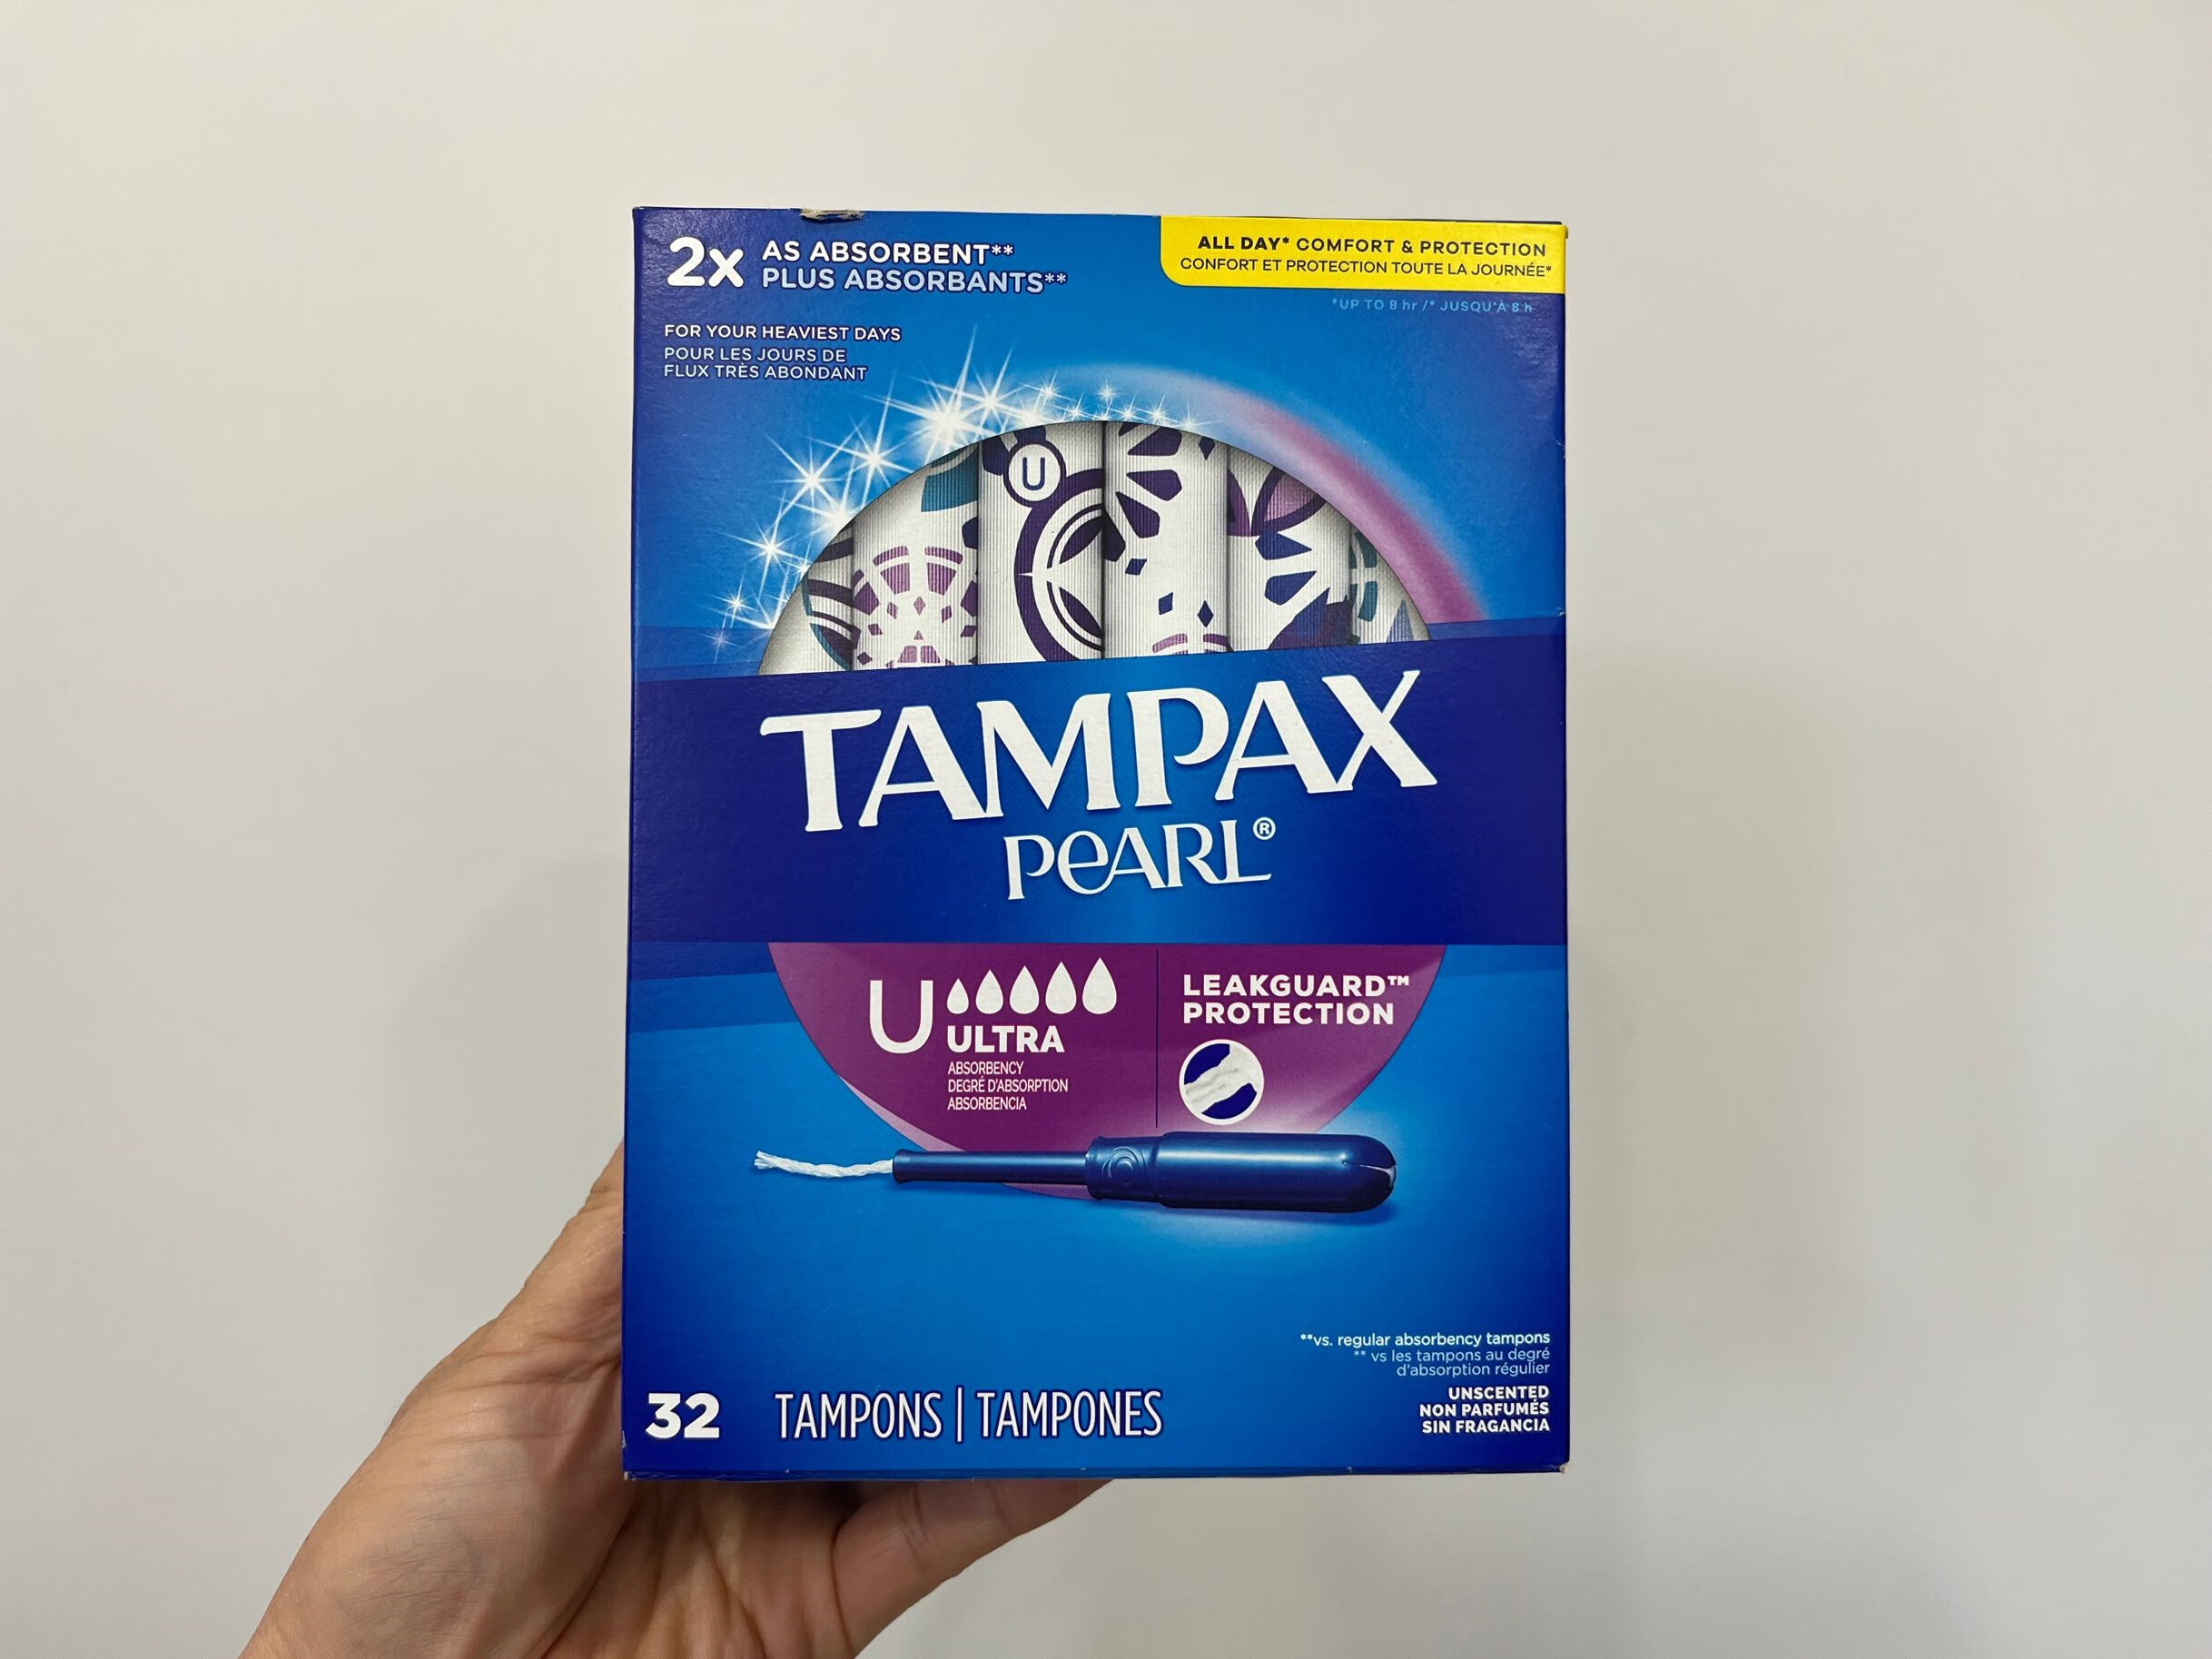 2x AS ABSORBENT**
PLUS ABSORBANTS**
ALL DAY* COMFORT & PROTECTION
CONFORT ET PROTECTION TOUTE LA JOURNÉE*
*UP TO 8 hr /* JUSQU'À 8 h
FOR YOUR HEAVIEST DAYS
POUR LES JOURS DE
FLUX TRÈS ABONDANT
U
TAMPAX
PEARL®
U ULTRA
ABSORBENCY
DEGRÉ D'ABSORPTION
ABSORBENCIA
LEAKGUARD™
PROTECTION
**vs. regular absorbency tampons
** vs les tampons au degré
d'absorption régulier
UNSCENTED
NON PARFUMÉS
SIN FRAGANCIA
32 TAMPONS | TAMPONES